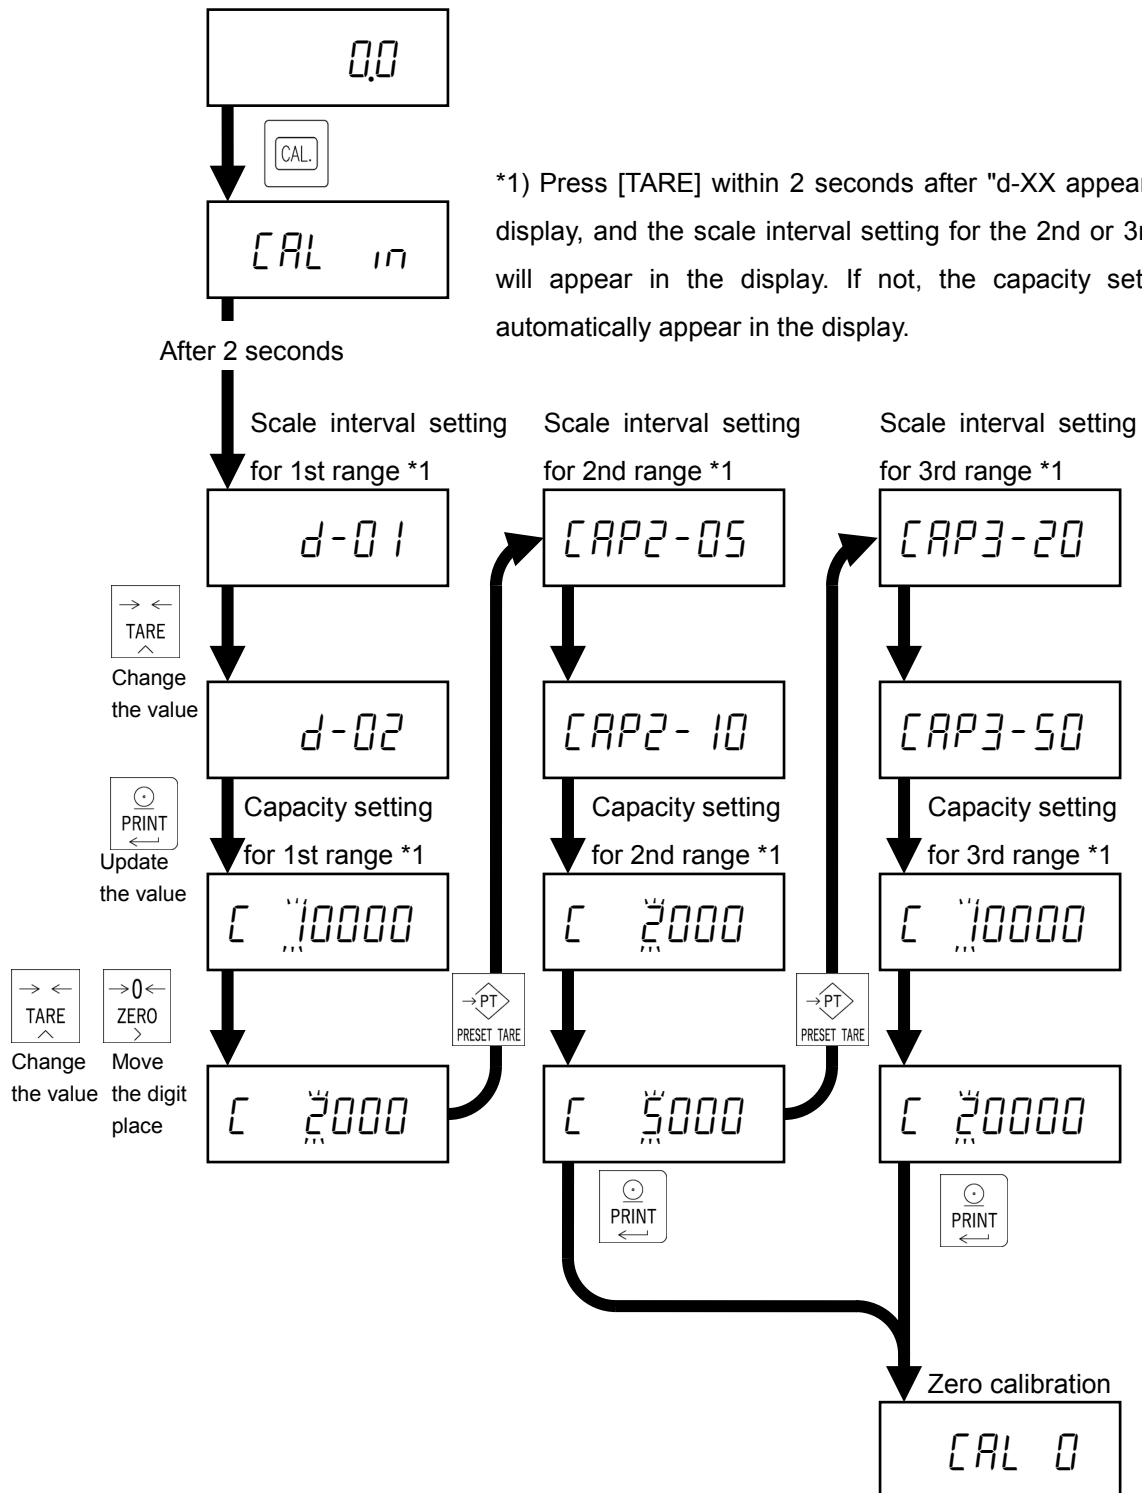 0.0
CAL.
*1) Press [TARE] within 2 seconds after "d-XX appear
display, and the scale interval setting for the 2nd or 3r
will appear in the display. If not, the capacity set
automatically appear in the display.
CAL in
After 2 seconds
Scale interval setting
for 1st range *1
Scale interval setting
for 2nd range *1
Scale interval setting
for 3rd range *1
d-01
CAP2-05
CAP3-20
→ ←
TARE
Change
the value
d-02
CAP2-10
CAP3-50
PRINT
Update
the value
Capacity setting
for 1st range *1
Capacity setting
for 2nd range *1
Capacity setting
for 3rd range *1
C 10000
C 2000
C 10000
→ ←
TARE
Change
the value
→0←
ZERO
>
Move
the digit
place
→PT
PRESET TARE
→PT
PRESET TARE
C 2000
C 5000
C 20000
PRINT
PRINT
Zero calibration
CAL 0